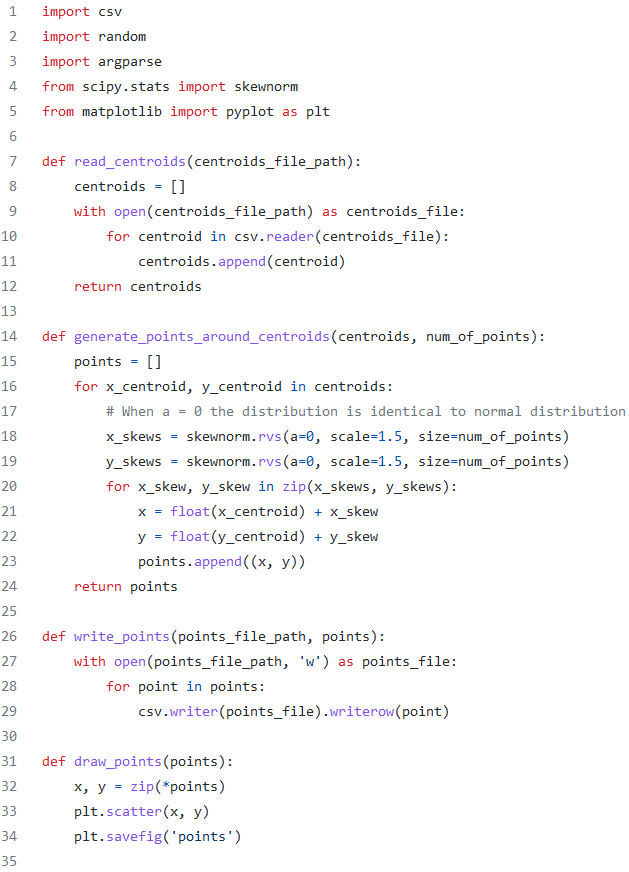 1 import csv
2 import random
3 import argparse
4 from scipy.stats import skewnorm
5 from matplotlib import pyplot as plt
6
7 def read_centroids(centroids_file_path):
8     centroids = []
9     with open(centroids_file_path) as centroids_file:
10         for centroid in csv.reader(centroids_file):
11             centroids.append(centroid)
12     return centroids
13
14 def generate_points_around_centroids(centroids, num_of_points):
15     points = []
16     for x_centroid, y_centroid in centroids:
17         # When a = 0 the distribution is identical to normal distribution
18         x_skews = skewnorm.rvs(a=0, scale=1.5, size=num_of_points)
19         y_skews = skewnorm.rvs(a=0, scale=1.5, size=num_of_points)
20         for x_skew, y_skew in zip(x_skews, y_skews):
21             x = float(x_centroid) + x_skew
22             y = float(y_centroid) + y_skew
23             points.append((x, y))
24     return points
25
26 def write_points(points_file_path, points):
27     with open(points_file_path, 'w') as points_file:
28         for point in points:
29             csv.writer(points_file).writerow(point)
30
31 def draw_points(points):
32     x, y = zip(*points)
33     plt.scatter(x, y)
34     plt.savefig('points')
35